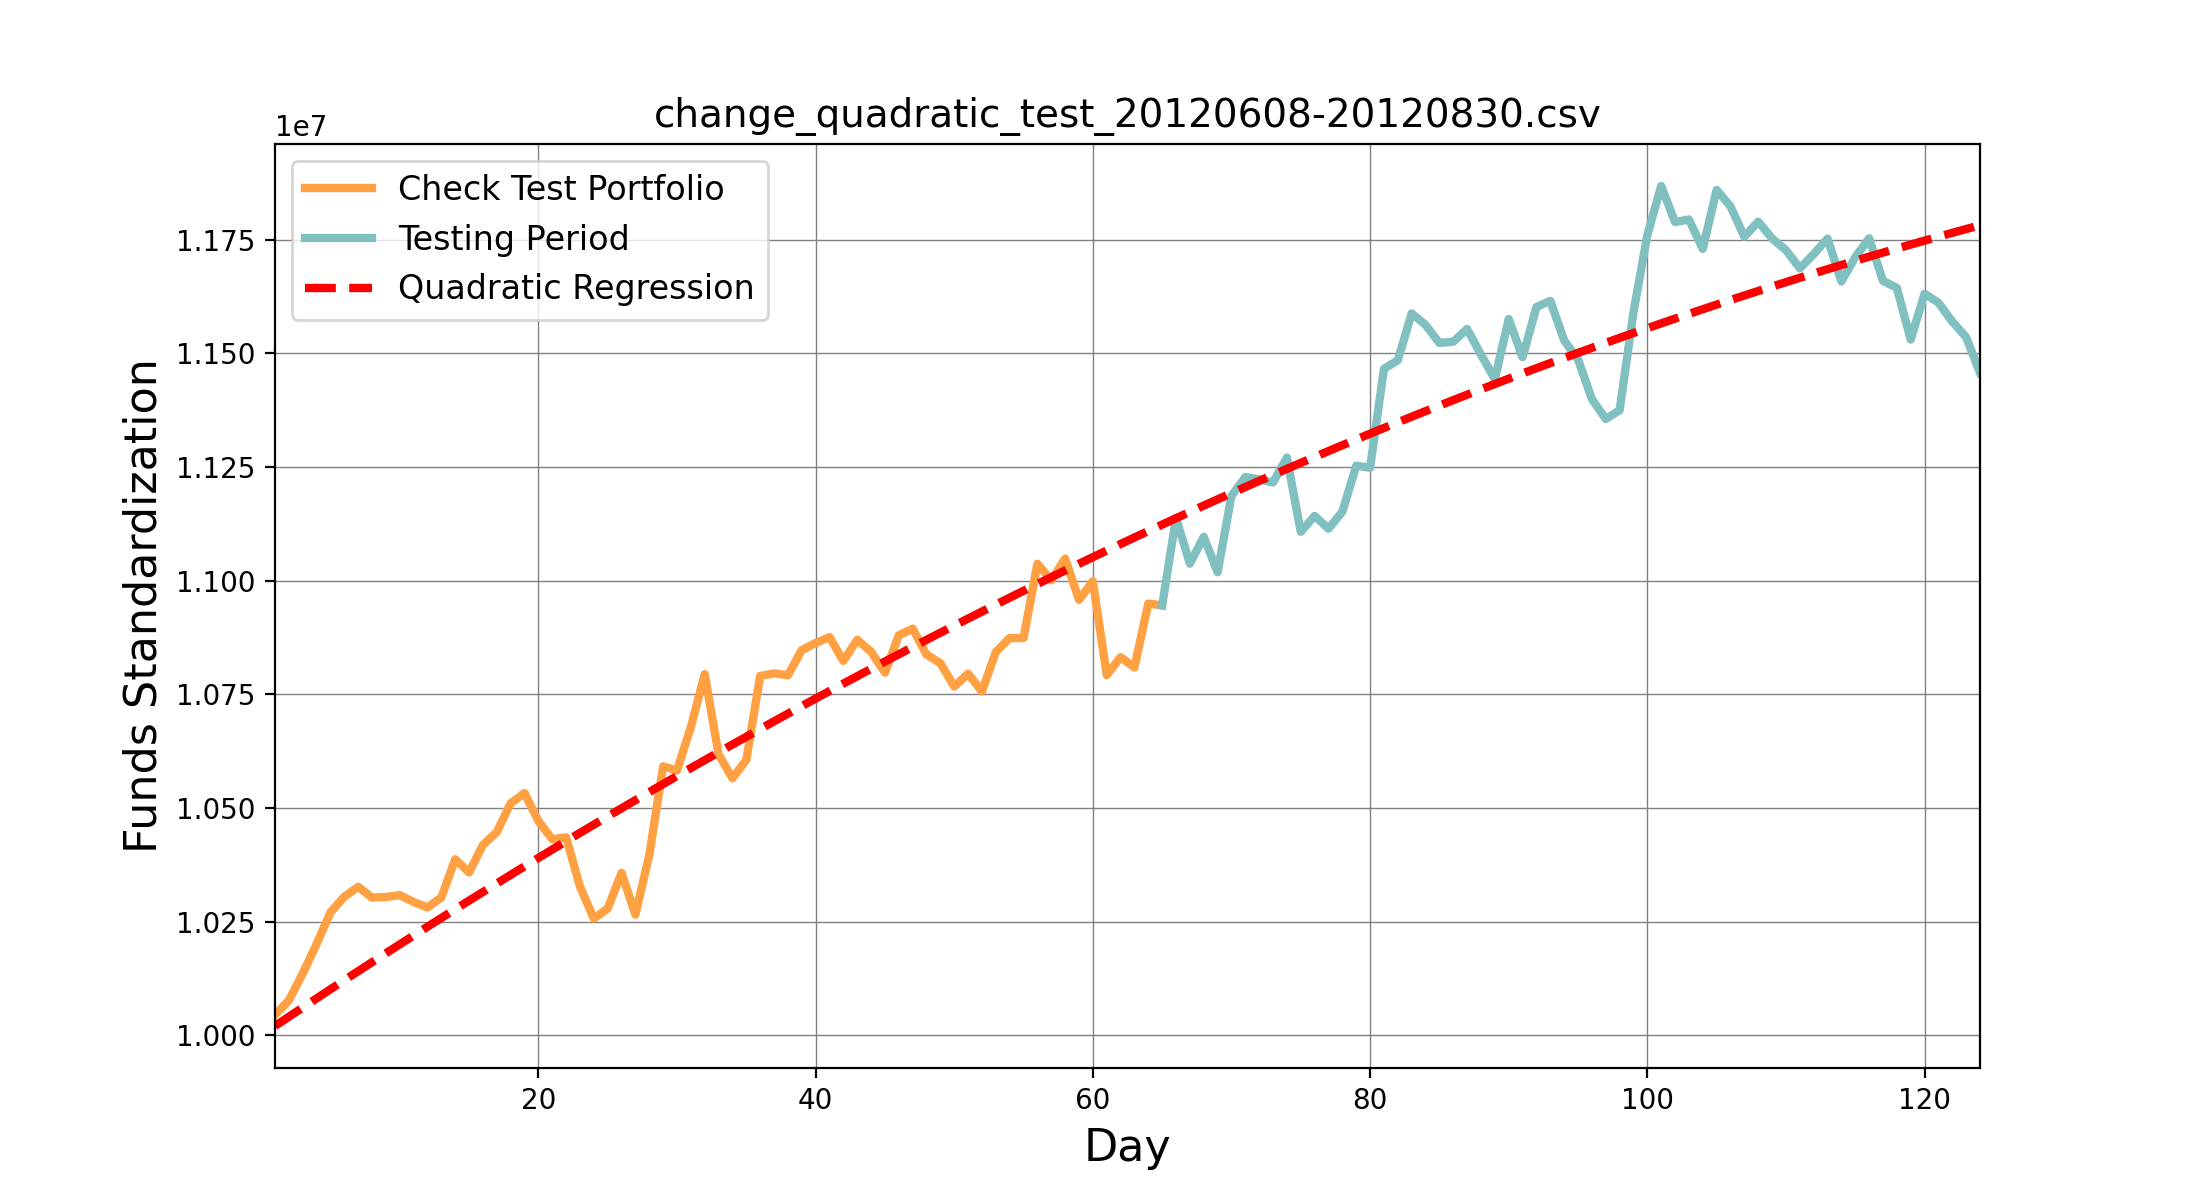 change_quadratic_test_20120608-20120830.csv
1e7
Check Test Portfolio
Testing Period
Quadratic Regression
Funds Standardization
1.175
1.150
1.125
1.100
1.075
1.050
1.025
1.000
20 40 60 80 100 120
Day